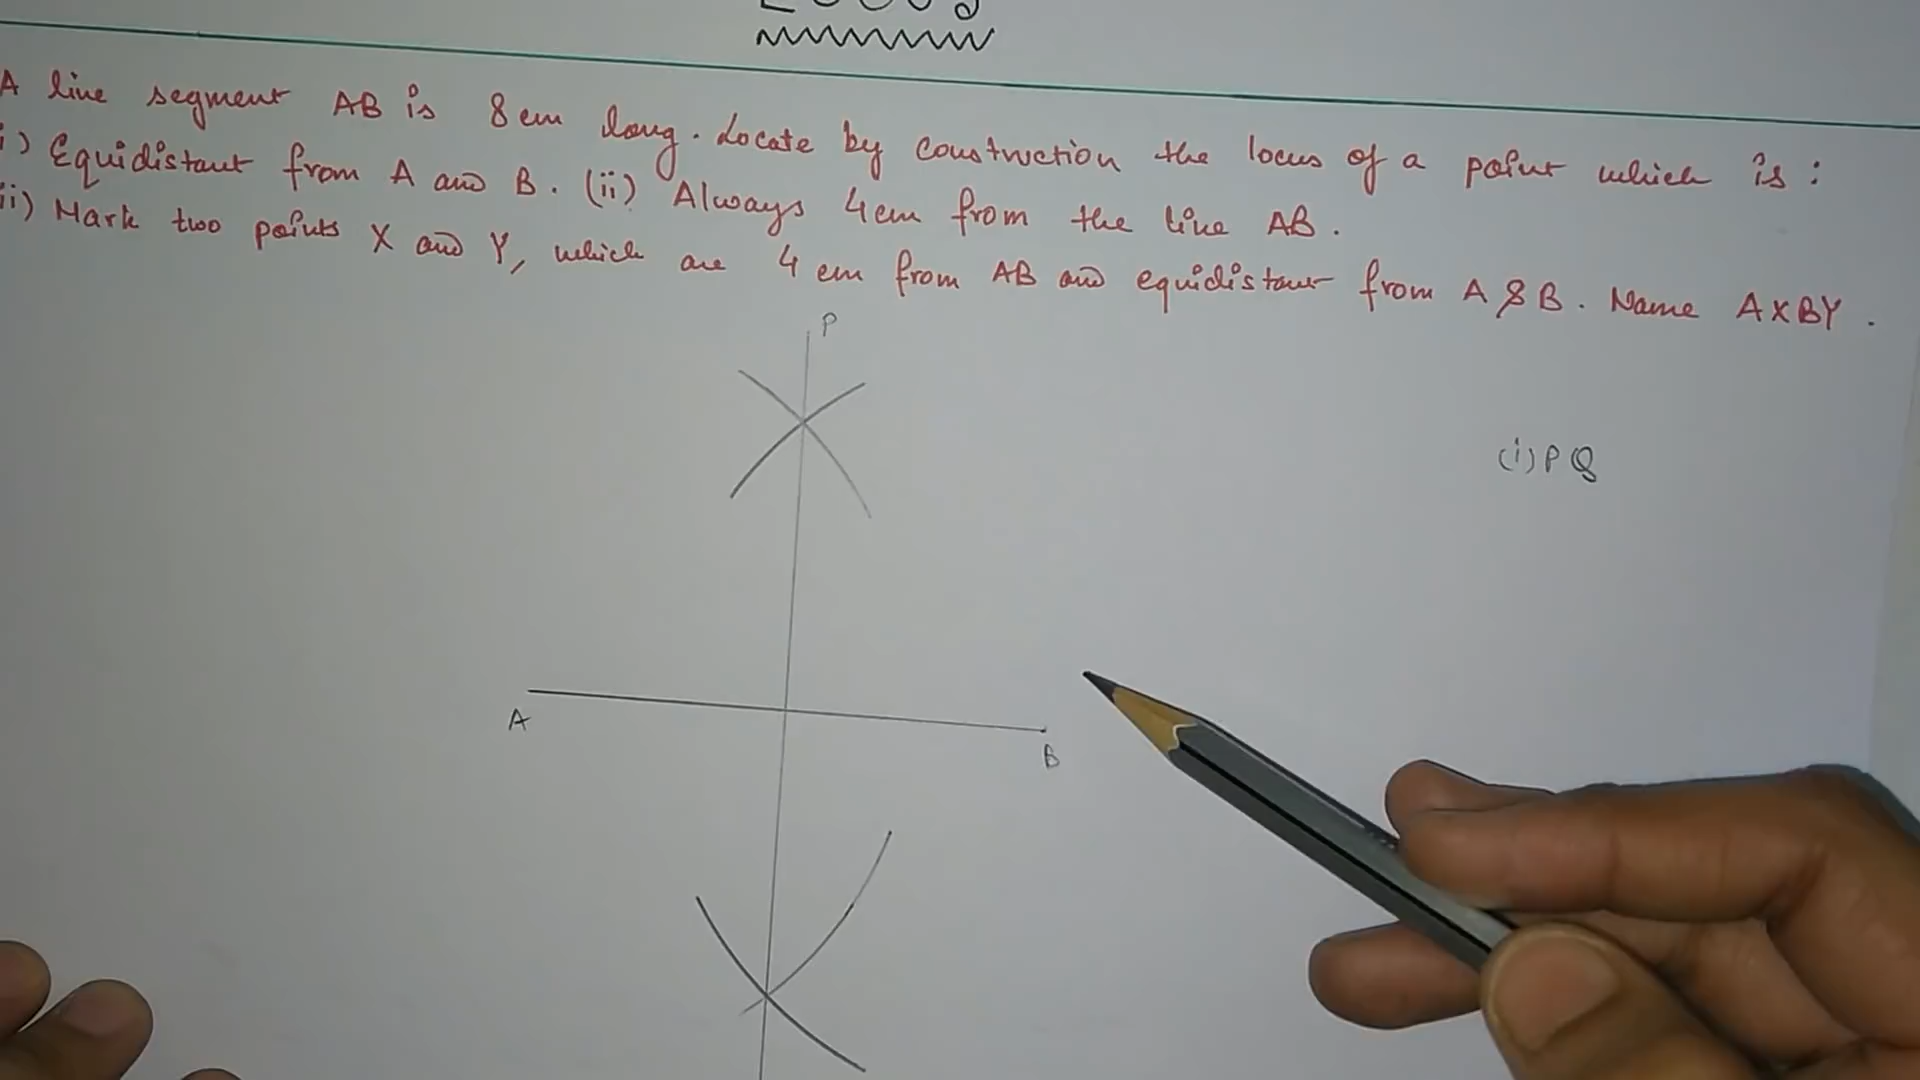 A line segment AB is 8 cm long. Locate by construction the locus of a point which is :
i) Equidistant from A and B. (ii) Always 4 cm from the line AB.
ii) Mark two points X and Y, which are 4 cm from AB and equidistant from A & B. Name AXBY.
P
(i) PQ
A
B